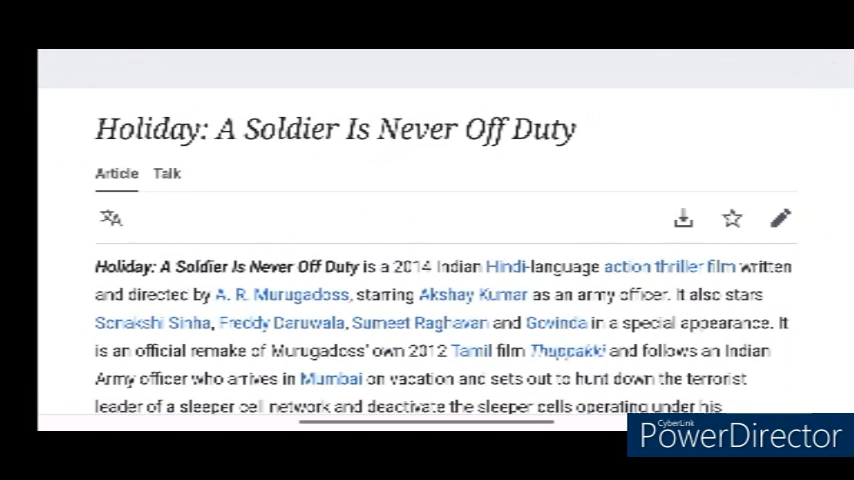 Holiday: A Soldier Is Never Off Duty
Article Talk
Holiday: A Soldier Is Never Off Duty is a 2014 Indian Hindi-language action thriller film written
and directed by A. R. Murugadoss, starring Akshay Kumar as an army officer. It also stars
Sonakshi Sinha, Freddy Daruwala, Sumeet Raghavan and Govinda in a special appearance. It
is an official remake of Murugadoss' own 2012 Tamil film Thuppakki and follows an Indian
Army officer who arrives in Mumbai on vacation and sets out to hunt down the terrorist
leader of a sleeper cell network and deactivate the sleeper cells operating under his
CyberLink
PowerDirector